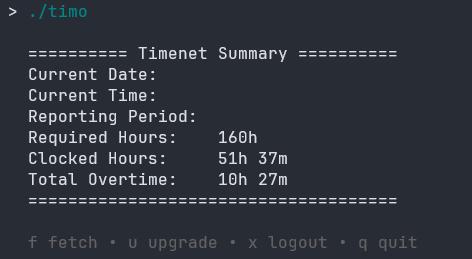 > ./timo
========== Timenet Summary ==========
Current Date:
Current Time:
Reporting Period:
Required Hours:    160h
Clocked Hours:     51h 37m
Total Overtime:    10h 27m
=====================================
f fetch • u upgrade • x logout • q quit